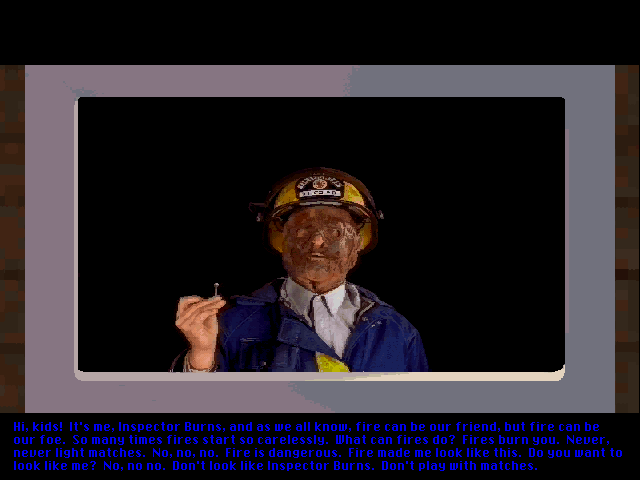 Hi, kids! It's me, Inspector Burns, and as we all know, fire can be our friend, but fire can be
our foe. So many times fires start so carelessly. What can fires do? Fires burn you. Never,
never light matches. No, no, no. Fire is dangerous. Fire made me look like this. Do you want to
look like me? No, no, no. Don't look like Inspector Burns. Don't play with matches.